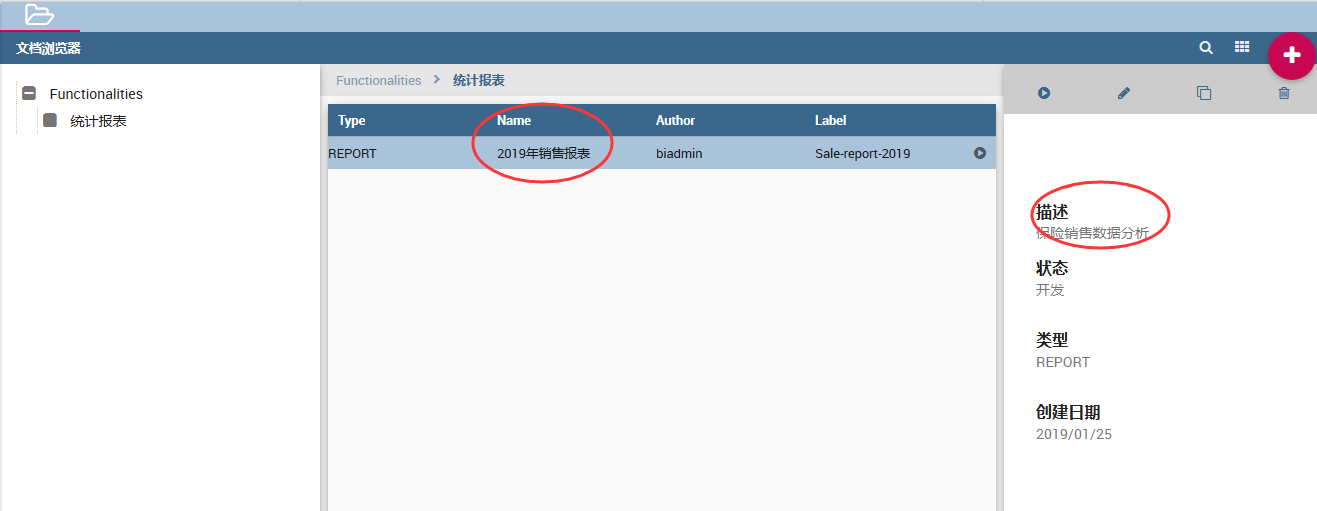 文档浏览器
Functionalities
统计报表
Functionalities > 统计报表
Type Name Author Label
REPORT 2019年销售报表 biadmin Sale-report-2019
描述
保险销售数据分析
状态
开发
类型
REPORT
创建日期
2019/01/25